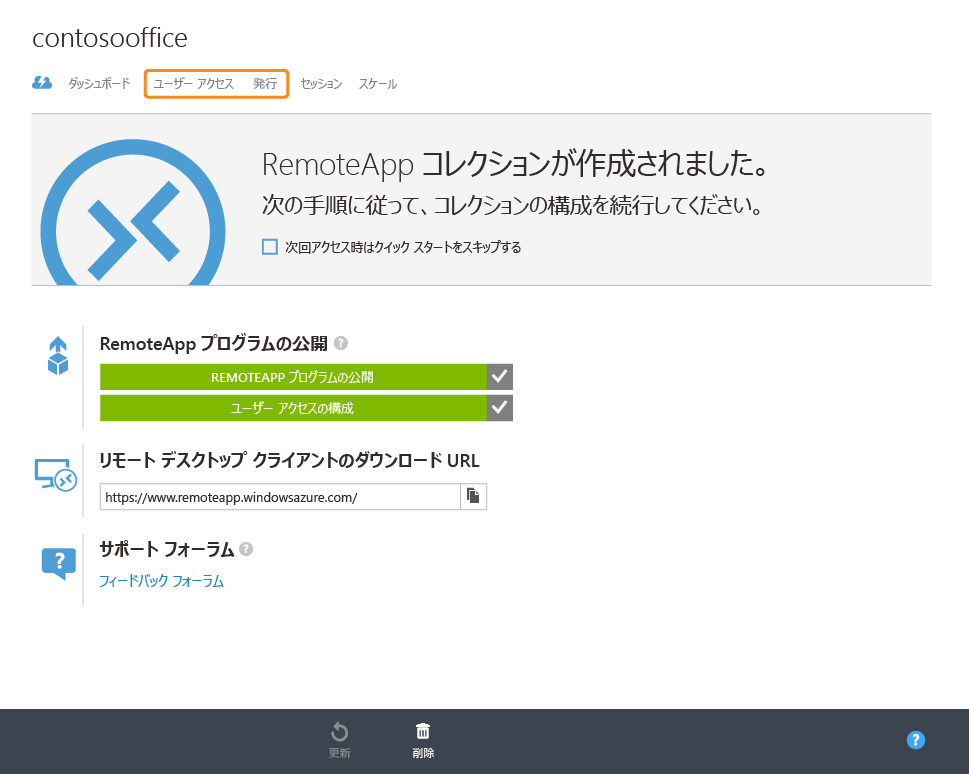 contosooffice
ダッシュボード ユーザー アクセス 発行 セッション スケール
RemoteApp コレクションが作成されました。
次の手順に従って、コレクションの構成を続行してください。
次回アクセス時はクイック スタートをスキップする
RemoteApp プログラムの公開 ?
REMOTEAPP プログラムの公開
ユーザー アクセスの構成
リモート デスクトップ クライアントのダウンロード URL
https://www.remoteapp.windowsazure.com/
サポート フォーラム ?
フィードバック フォーラム
更新 削除 ?